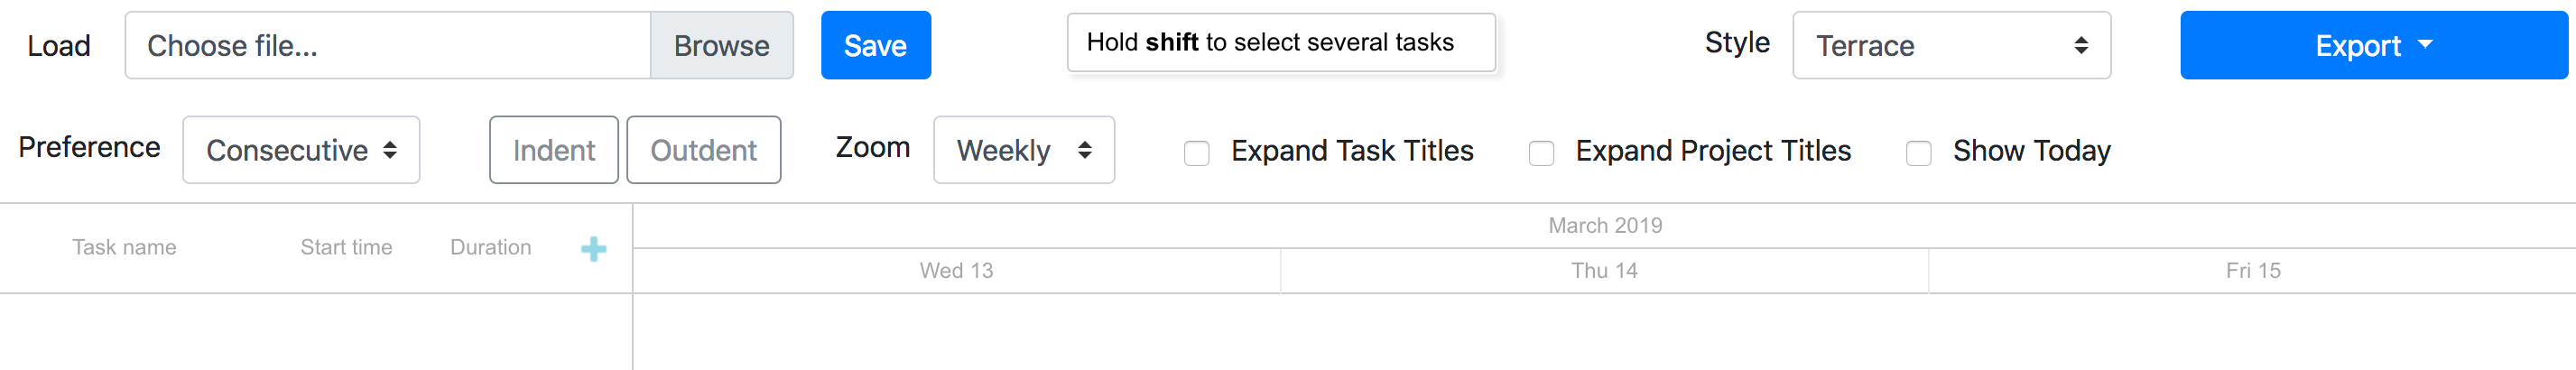 Load Choose file... Browse Save Hold shift to select several tasks Style Terrace Export
Preference Consecutive Indent Outdent Zoom Weekly Expand Task Titles Expand Project Titles Show Today
March 2019
Task name Start time Duration
Wed 13 Thu 14 Fri 15